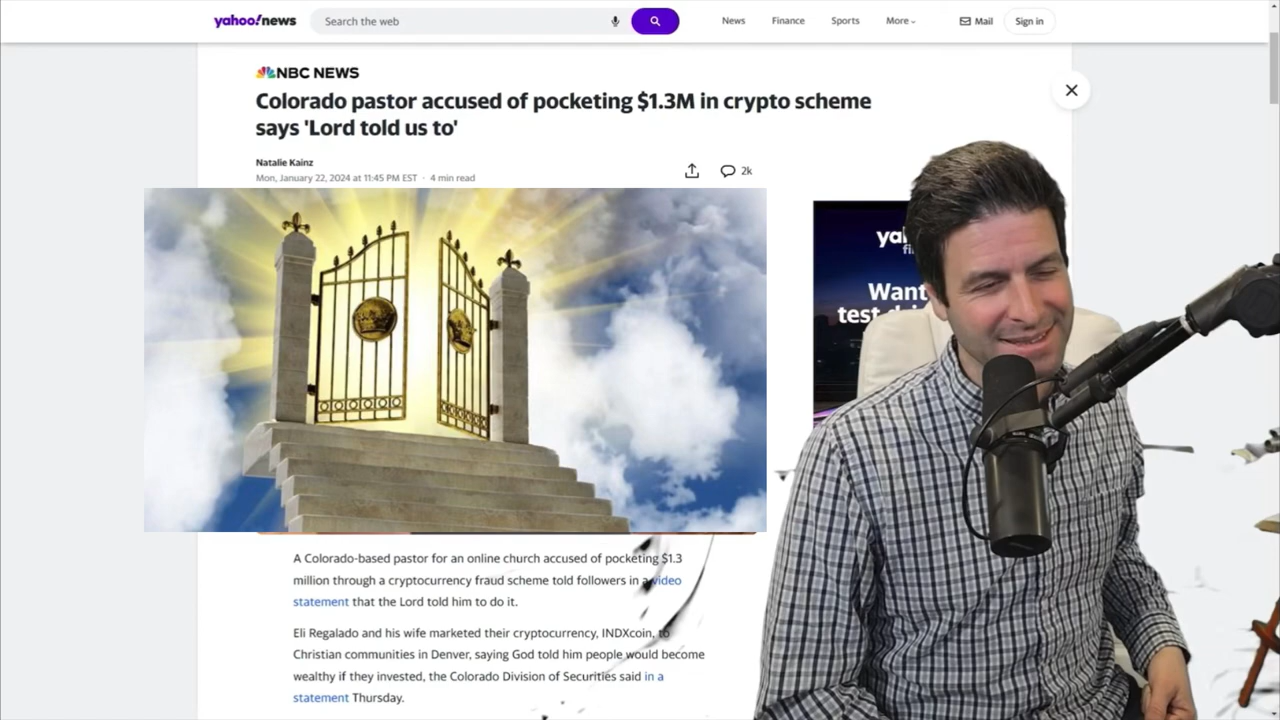 yahoo!news
Search the web
News
Finance
Sports
More
Mail
Sign in
NBC NEWS
Colorado pastor accused of pocketing $1.3M in crypto scheme
says 'Lord told us to'
Natalie Kainz
Mon, January 22, 2024 at 11:45 PM EST · 4 min read
2k
Want
A Colorado-based pastor for an online church accused of pocketing $1.3
million through a cryptocurrency fraud scheme told followers in a video
statement that the Lord told him to do it.
Eli Regalado and his wife marketed their cryptocurrency, INDXcoin, to
Christian communities in Denver, saying God told him people would become
wealthy if they invested, the Colorado Division of Securities said in a
statement Thursday.